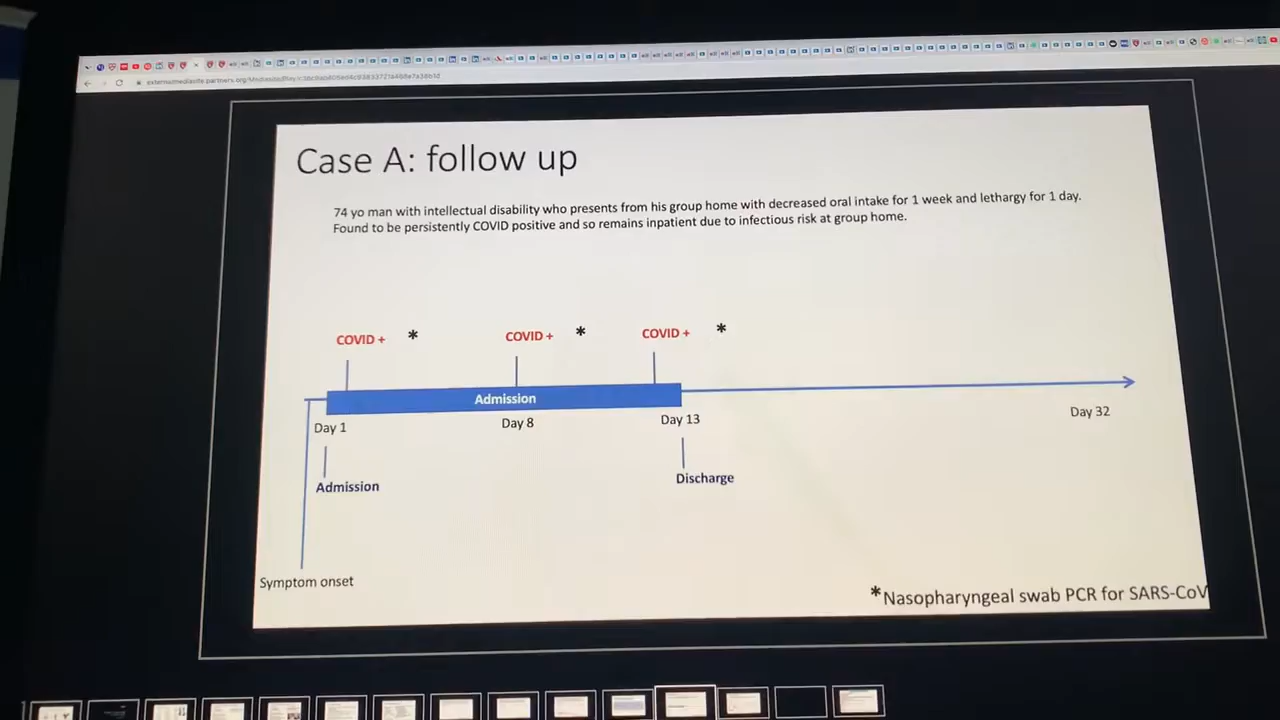 Case A: follow up
74 yo man with intellectual disability who presents from his group home with decreased oral intake for 1 week and lethargy for 1 day.
Found to be persistently COVID positive and so remains inpatient due to infectious risk at group home.
COVID + *
COVID + *
COVID + *
Admission
Day 1
Day 8
Day 13
Day 32
Admission
Discharge
Symptom onset
*Nasopharyngeal swab PCR for SARS-CoV